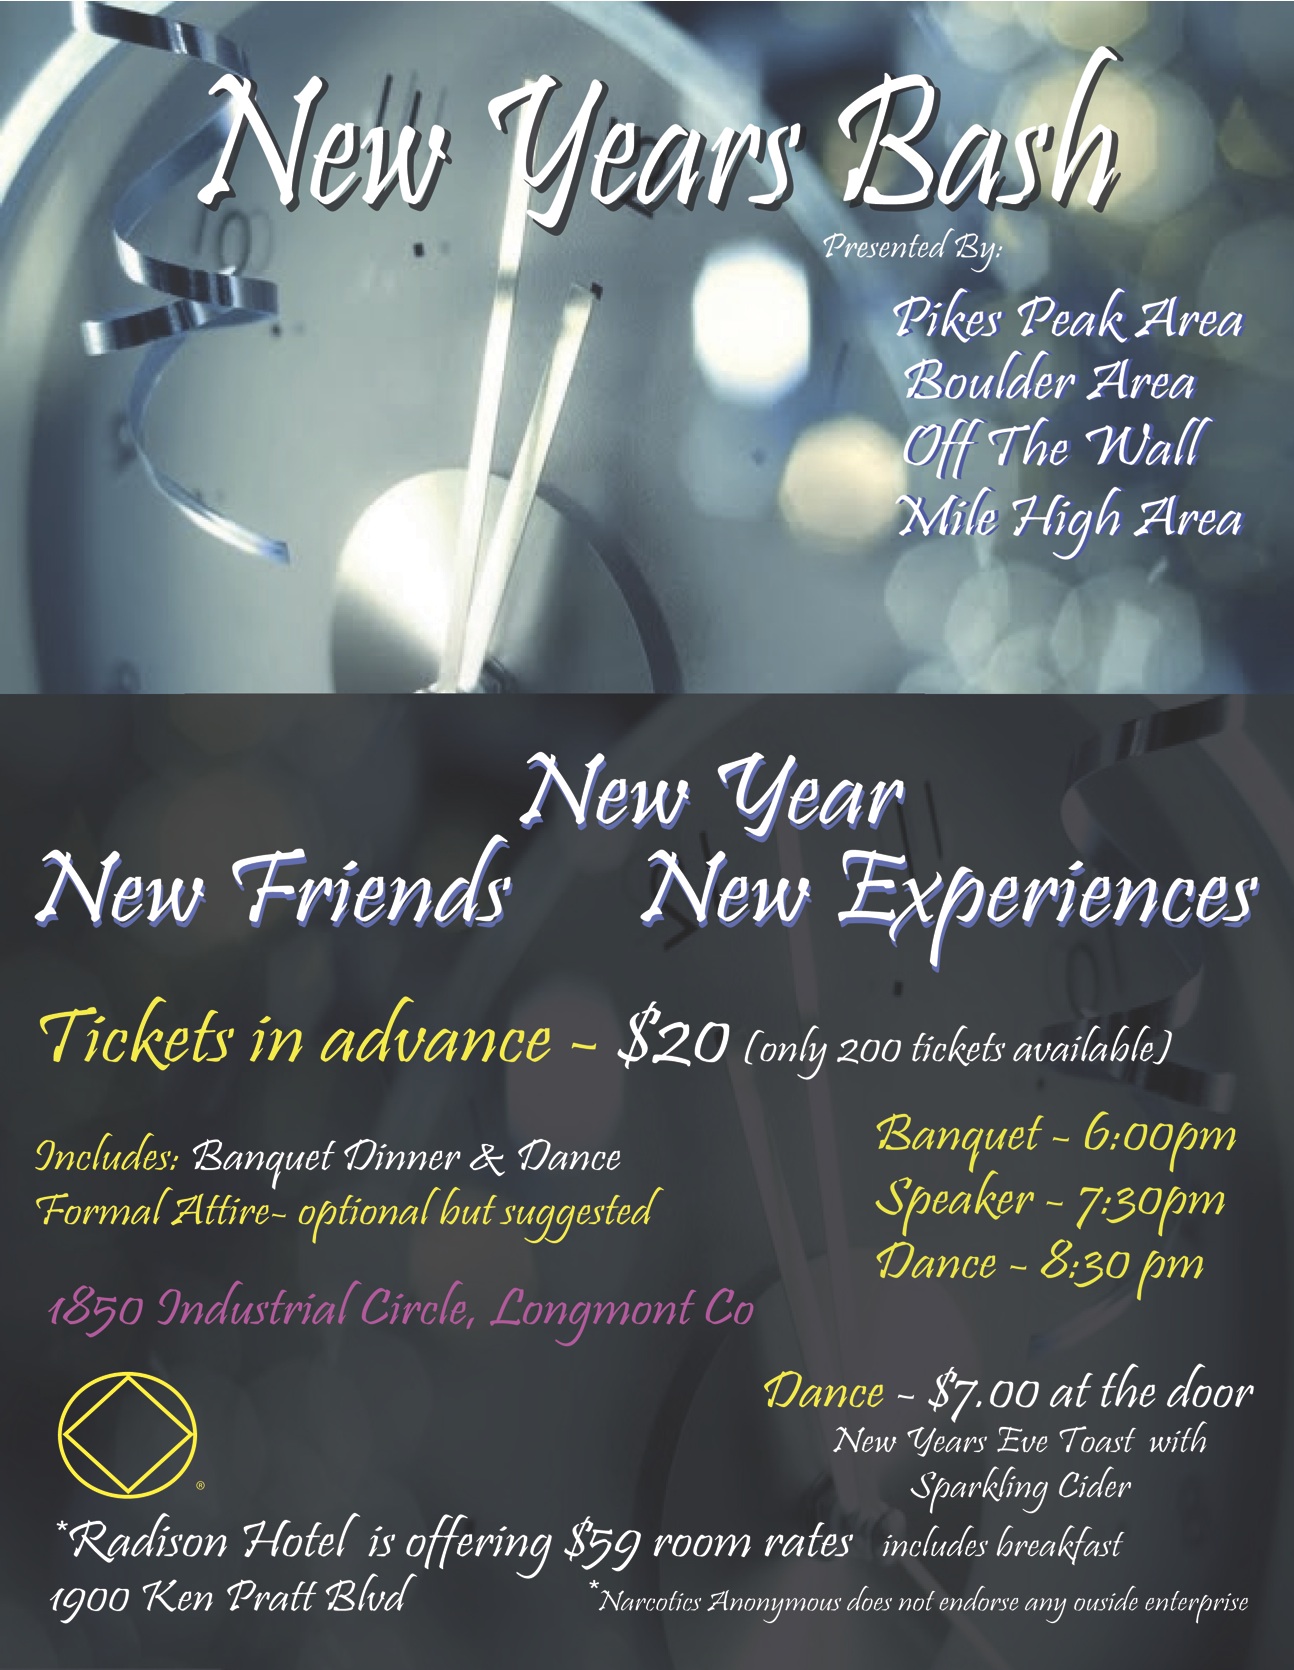 New Years Bash
Presented By:
Pikes Peak Area
Boulder Area
Off The Wall
Mile High Area
New Year
New Friends New Experiences
Tickets in advance - $20 (only 200 tickets available)
Includes: Banquet Dinner & Dance
Formal Attire- optional but suggested
Banquet - 6:00pm
Speaker - 7:30pm
Dance - 8:30 pm
1850 Industrial Circle, Longmont Co
Dance - $7.00 at the door
New Years Eve Toast with
Sparkling Cider
®
*Radison Hotel is offering $59 room rates includes breakfast
1900 Ken Pratt Blvd
*Narcotics Anonymous does not endorse any ouside enterprise